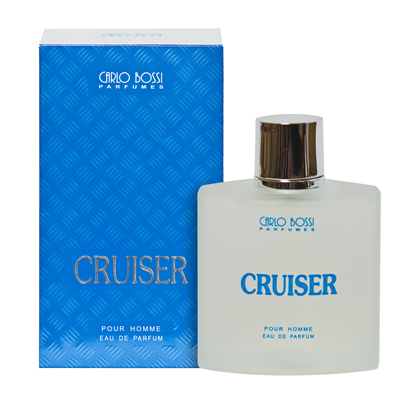 CARLO BOSSI
PARFUMES
CRUISER
POUR HOMME
EAU DE PARFUM
CARLO BOSSI
PARFUMES
CRUISER
POUR HOMME
EAU DE PARFUM